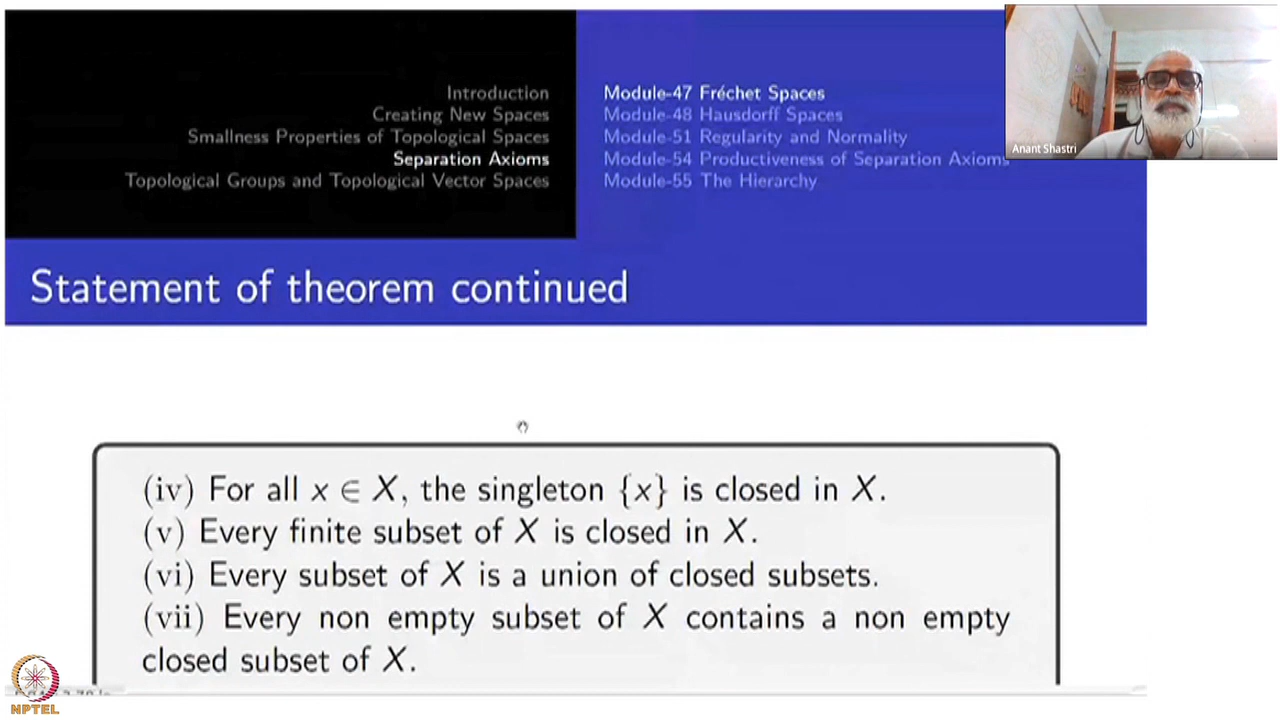 Introduction
Creating New Spaces
Smallness Properties of Topological Spaces
Separation Axioms
Topological Groups and Topological Vector Spaces
Module-47 Fréchet Spaces
Module-48 Hausdorff Spaces
Module-51 Regularity and Normality
Module-54 Productiveness of Separation Axioms
Module-55 The Hierarchy
Anant Shastri
Statement of theorem continued
(iv) For all x ∈ X, the singleton {x} is closed in X.
(v) Every finite subset of X is closed in X.
(vi) Every subset of X is a union of closed subsets.
(vii) Every non empty subset of X contains a non empty
closed subset of X.
NPTEL